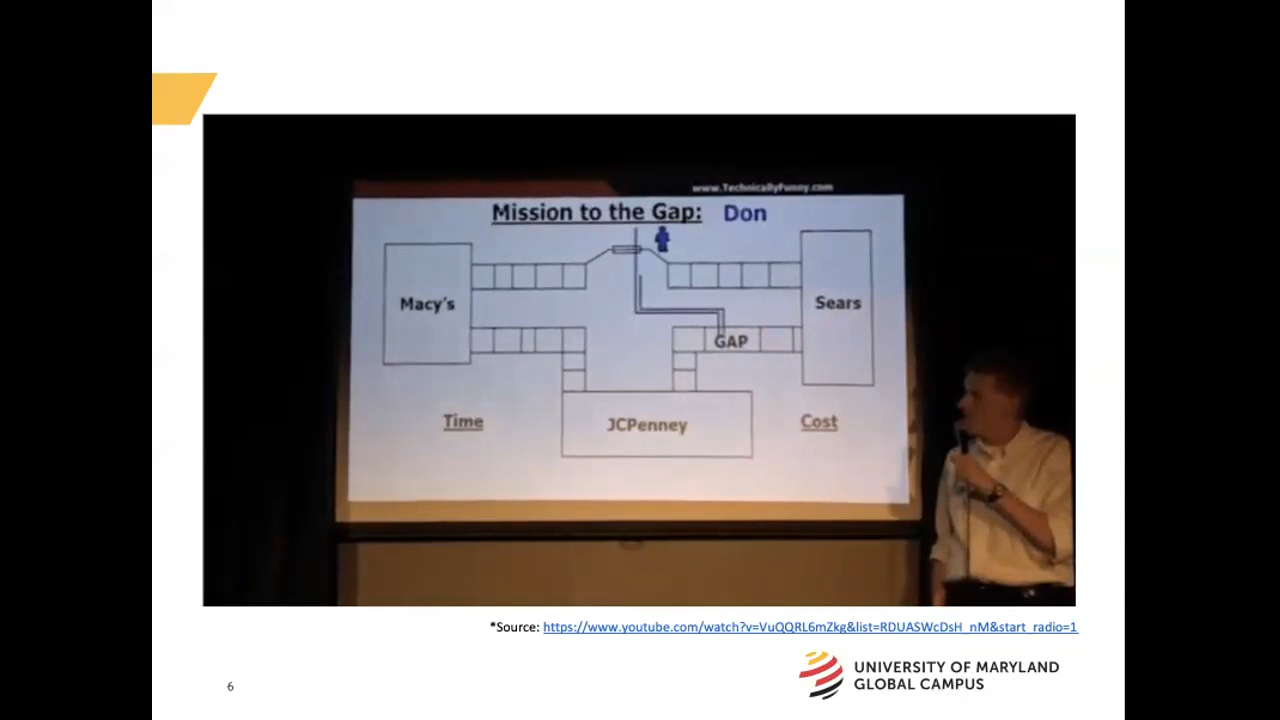 www.TechnicallyFunny.com
Mission to the Gap: Don
Macy's
Sears
GAP
Time
JCPenney
Cost
*Source: https://www.youtube.com/watch?v=VuQQRL6mZkg&list=RDUASWcDsH_nM&start_radio=1
UNIVERSITY OF MARYLAND
GLOBAL CAMPUS
6